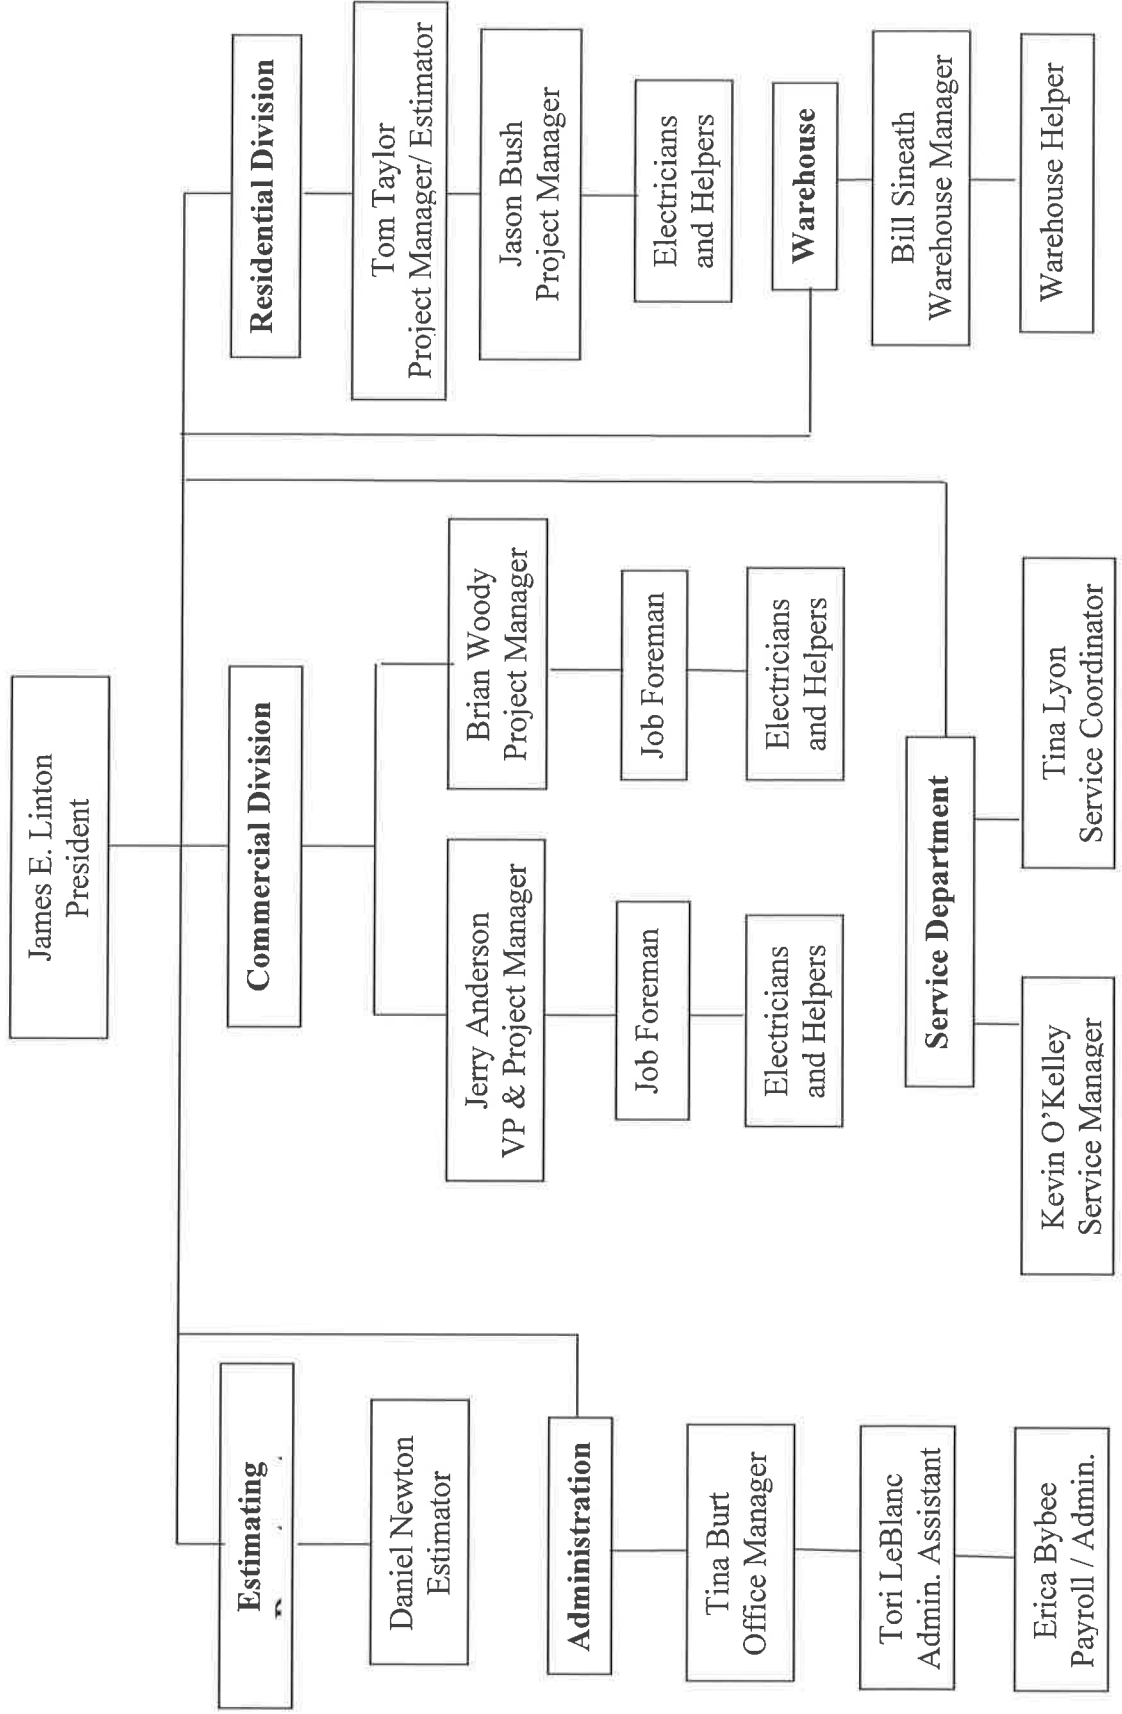 James E. Linton
President
Estimating
Daniel Newton
Estimator
Administration
Tina Burt
Office Manager
Tori LeBlanc
Admin. Assistant
Erica Bybee
Payroll / Admin.
Commercial Division
Jerry Anderson
VP & Project Manager
Job Foreman
Electricians
and Helpers
Brian Woody
Project Manager
Job Foreman
Electricians
and Helpers
Service Department
Kevin O'Kelley
Service Manager
Tina Lyon
Service Coordinator
Residential Division
Tom Taylor
Project Manager/ Estimator
Jason Bush
Project Manager
Electricians
and Helpers
Warehouse
Bill Sineath
Warehouse Manager
Warehouse Helper